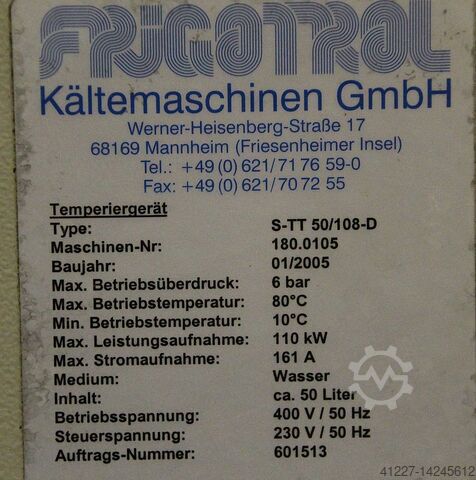 FRIGOTROL
Kältemaschinen GmbH
Werner-Heisenberg-Straße 17
68169 Mannheim (Friesenheimer Insel)
Tel.: +49 (0) 621/71 76 59-0
Fax: +49 (0) 621/70 72 55
Temperiergerät
Type: S-TT 50/108-D
Maschinen-Nr: 180.0105
Baujahr: 01/2005
Max. Betriebsüberdruck: 6 bar
Max. Betriebstemperatur: 80°C
Min. Betriebstemperatur: 10°C
Max. Leistungsaufnahme: 110 kW
Max. Stromaufnahme: 161 A
Medium: Wasser
Inhalt: ca. 50 Liter
Betriebsspannung: 400 V / 50 Hz
Steuerspannung: 230 V / 50 Hz
Auftrags-Nummer: 601513
41227-14245612